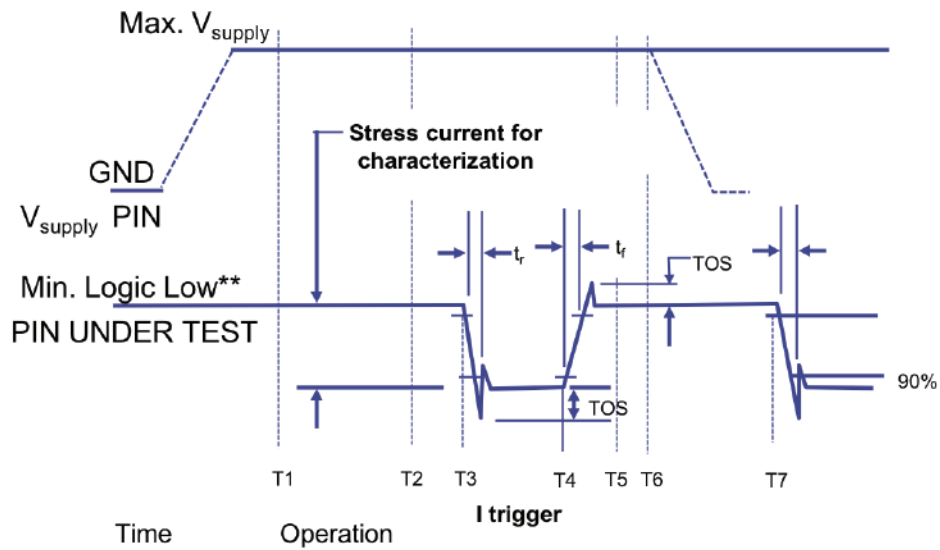 Max. Vsupply
Stress current for
characterization
GND
Vsupply PIN
tr
tf
TOS
Min. Logic Low**
PIN UNDER TEST
90%
TOS
T1
T2
T3
T4
T5
T6
T7
I trigger
Time
Operation